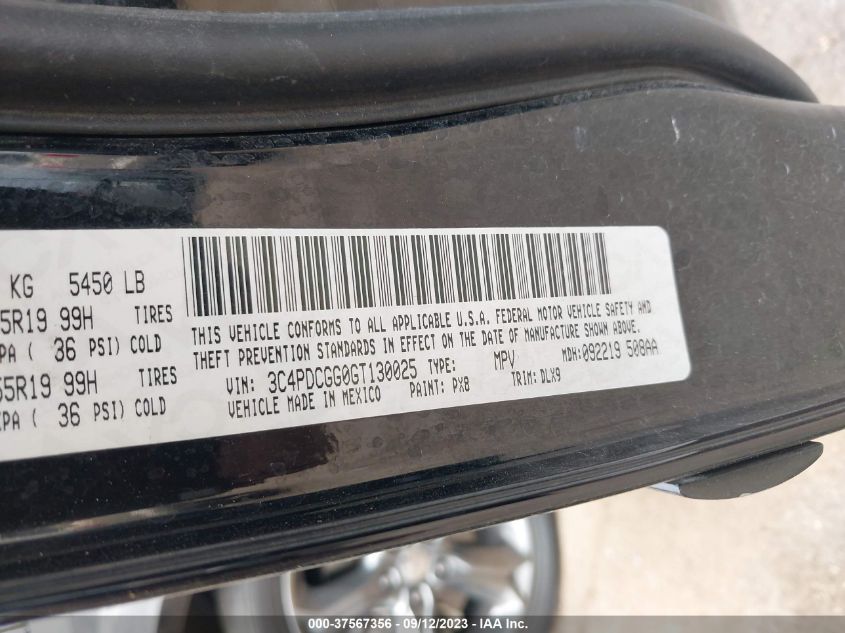 KG 5450 LB
5R19 99H TIRES
PA ( 36 PSI) COLD
55R19 99H TIRES
KPA ( 36 PSI) COLD
THIS VEHICLE CONFORMS TO ALL APPLICABLE U.S.A. FEDERAL MOTOR VEHICLE SAFETY AND
THEFT PREVENTION STANDARDS IN EFFECT ON THE DATE OF MANUFACTURE SHOWN ABOVE.
VIN: 3C4PDCGG0GT130025 TYPE: MPV MDH:092219 508AA
VEHICLE MADE IN MEXICO PAINT: PX8 TRIM: DLX9
000-37567356 - 09/12/2023 - © IAA Inc.